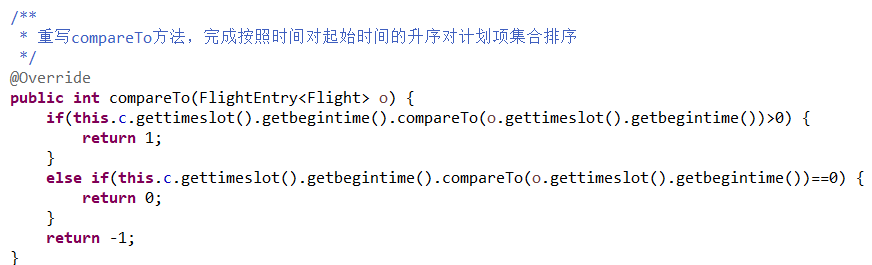 /**
 * 重写compareTo方法，完成按照时间对起始时间的升序对计划项集合排序
 */
@Override
public int compareTo(FlightEntry<Flight> o) {
    if(this.c.gettimeslot().getbegintime().compareTo(o.gettimeslot().getbegintime())>0) {
        return 1;
    }
    else if(this.c.gettimeslot().getbegintime().compareTo(o.gettimeslot().getbegintime())==0) {
        return 0;
    }
    return -1;
}